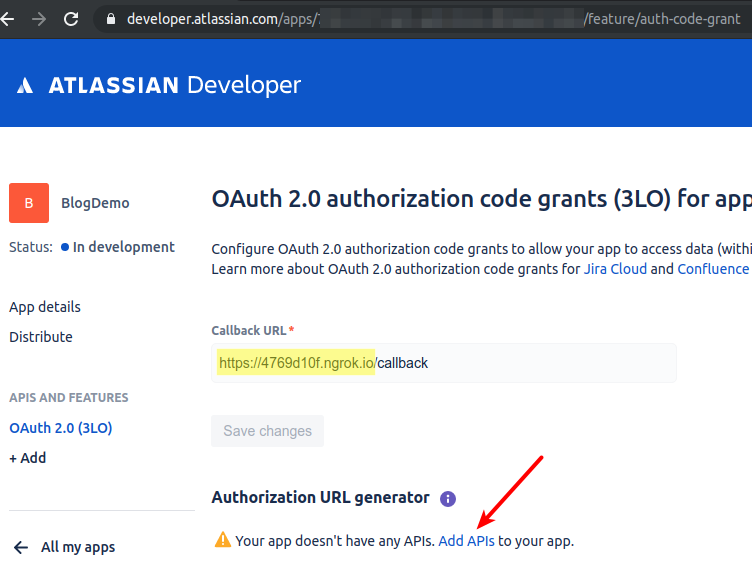 developer.atlassian.com/apps/ /feature/auth-code-grant
ATLASSIAN Developer
B BlogDemo
Status: In development
App details
Distribute
APIS AND FEATURES
OAuth 2.0 (3LO)
+ Add
All my apps
OAuth 2.0 authorization code grants (3LO) for app
Configure OAuth 2.0 authorization code grants to allow your app to access data (withi
Learn more about OAuth 2.0 authorization code grants for Jira Cloud and Confluence
Callback URL *
https://4769d10f.ngrok.io/callback
Save changes
Authorization URL generator
Your app doesn't have any APIs. Add APIs to your app.